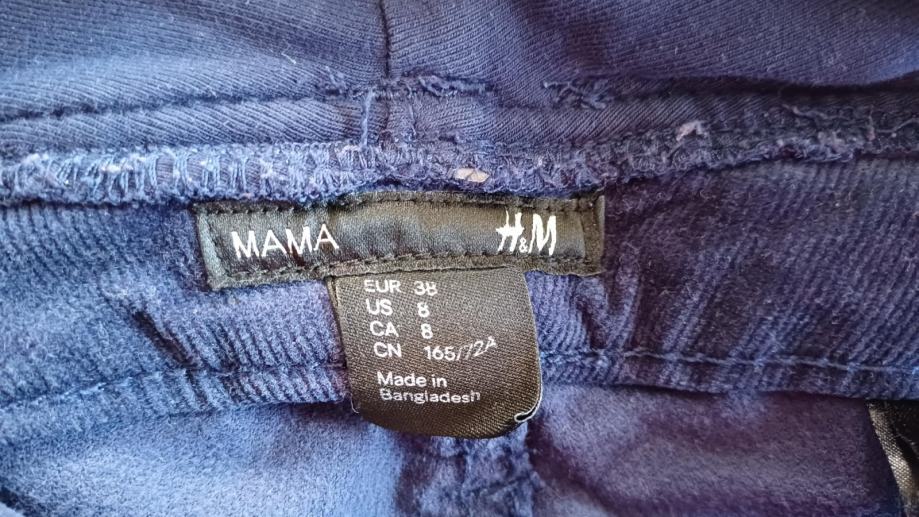 MAMA H&M
EUR 38
US 8
CA 8
CN 165/72A
Made in
Bangladesh